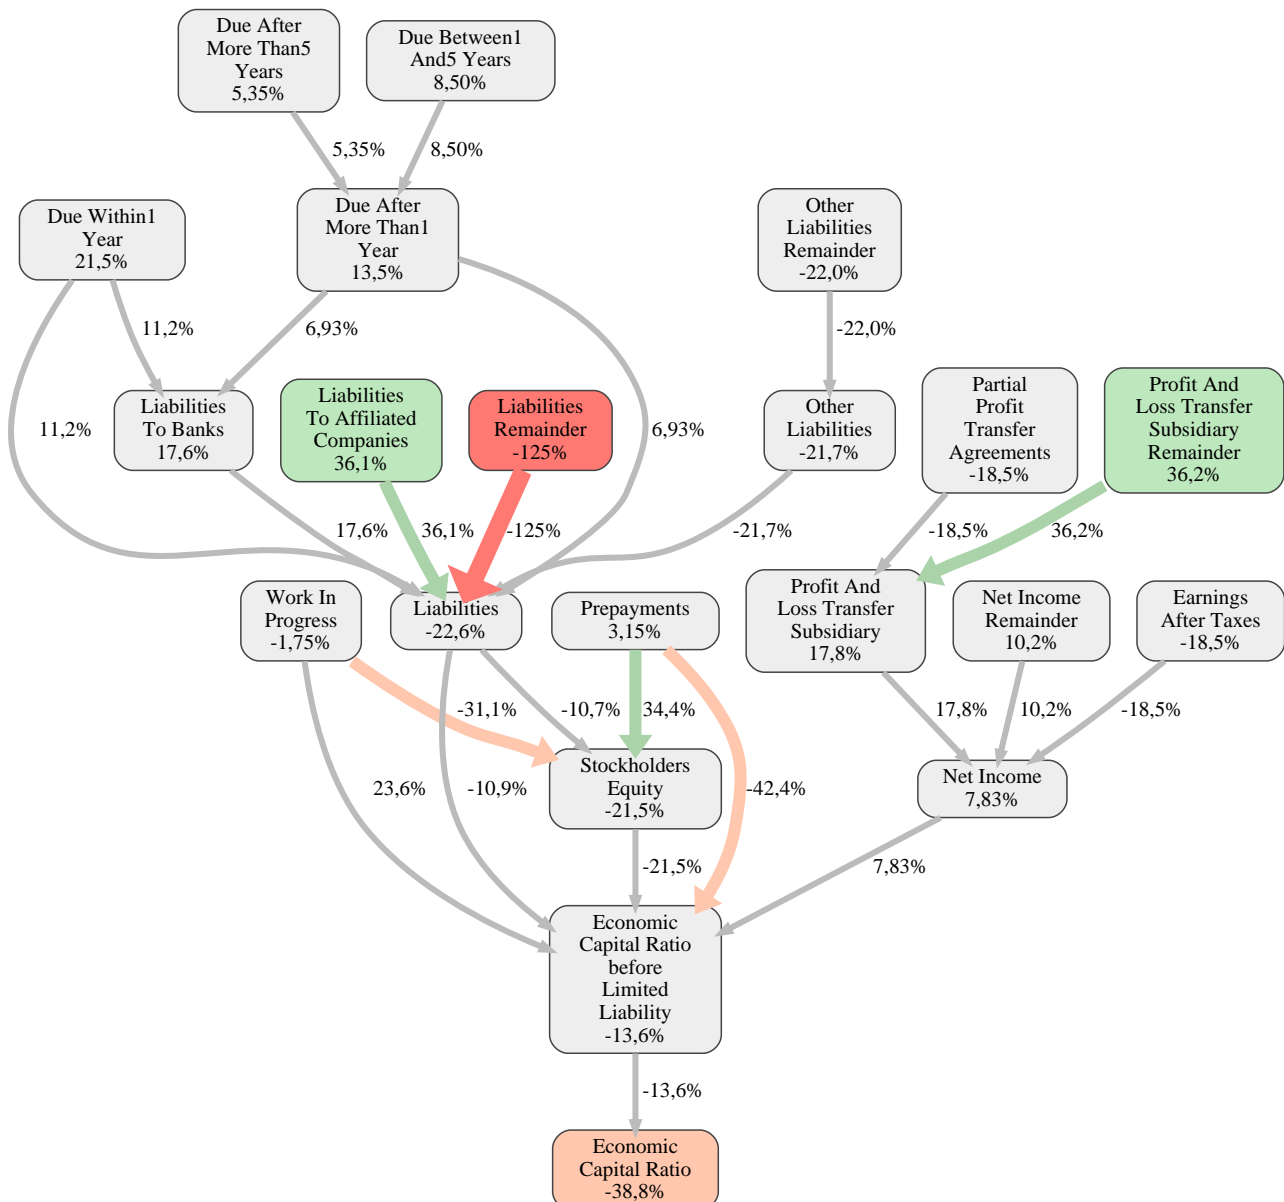 Due After
More Than5
Years
5,35%
Due Between1
And5 Years
8,50%
5,35%
8,50%
Due Within1
Year
21,5%
Due After
More Than1
Year
13,5%
Other
Liabilities
Remainder
-22,0%
11,2%
6,93%
-22,0%
Liabilities
To Banks
17,6%
Liabilities
To Affiliated
Companies
36,1%
Liabilities
Remainder
-125%
Other
Liabilities
-21,7%
Partial
Profit
Transfer
Agreements
-18,5%
Profit And
Loss Transfer
Subsidiary
Remainder
36,2%
11,2%
6,93%
17,6%
36,1%
-125%
-21,7%
-18,5%
36,2%
Work In
Progress
-1,75%
Liabilities
-22,6%
Prepayments
3,15%
Profit And
Loss Transfer
Subsidiary
17,8%
Net Income
Remainder
10,2%
Earnings
After Taxes
-18,5%
-31,1%
-10,7%
34,4%
17,8%
10,2%
-18,5%
23,6%
-10,9%
Stockholders
Equity
-21,5%
-42,4%
Net Income
7,83%
-21,5%
7,83%
Economic
Capital Ratio
before
Limited
Liability
-13,6%
-13,6%
Economic
Capital Ratio
-38,8%